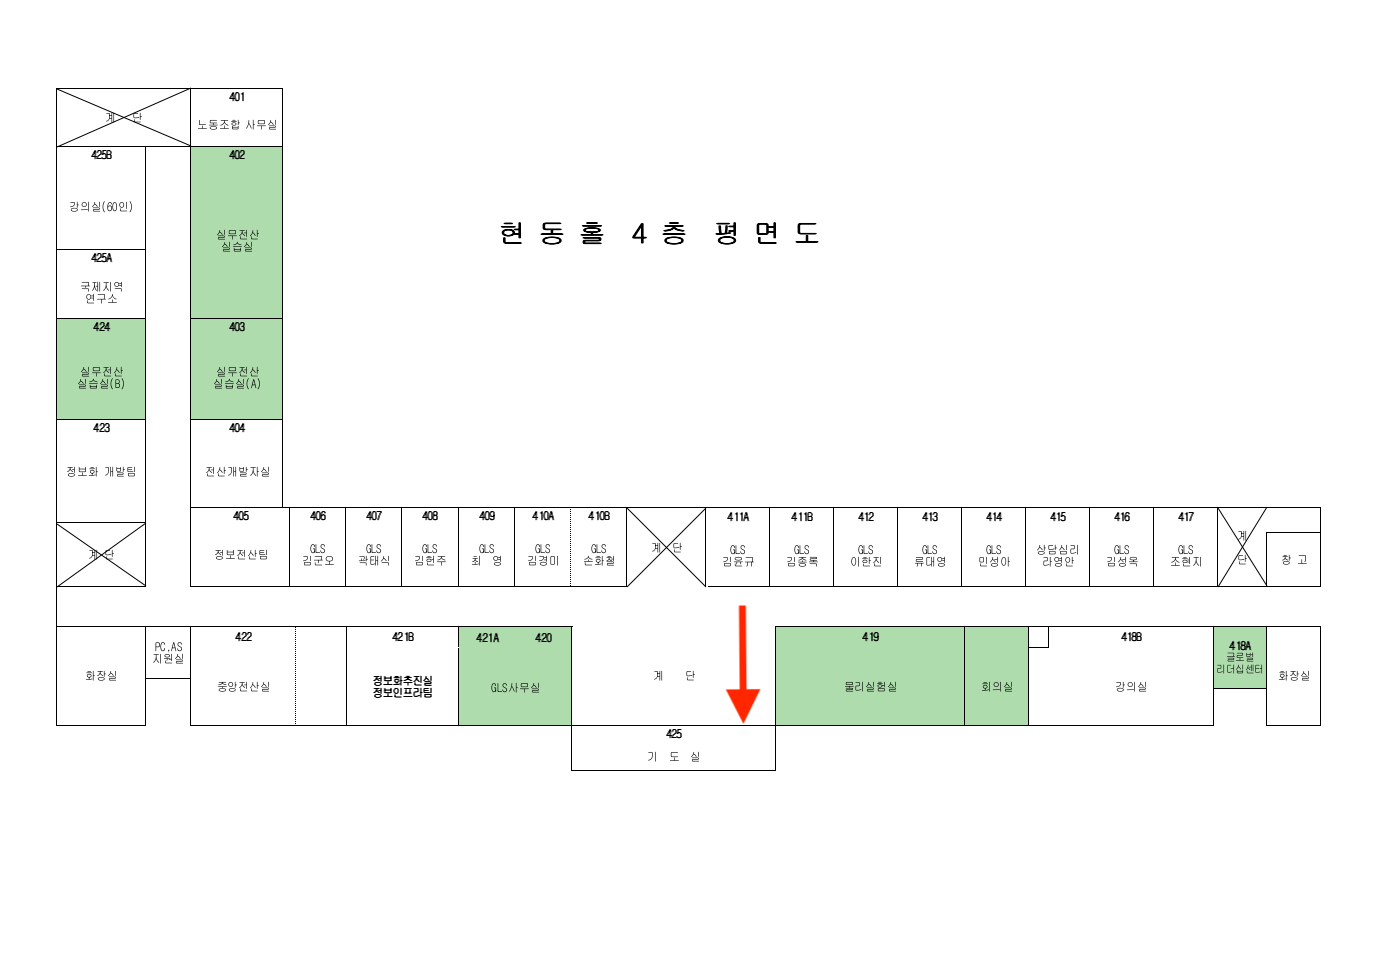 계 단
401
노동조합 사무실
425B
강의실(60인)
402
실무전산
실습실
현동홀 4층 평면도
425A
국제지역
연구소
424
실무전산
실습실(B)
403
실무전산
실습실(A)
423
정보화 개발팀
404
전산개발자실
계 단
405
정보전산팀
406
GLS
김군오
407
GLS
곽태식
408
GLS
김헌주
409
GLS
최 영
410A
GLS
김경미
410B
GLS
손화철
계 단
411A
GLS
김윤규
411B
GLS
김종록
412
GLS
이한진
413
GLS
류대영
414
GLS
민성아
415
상담심리
라영안
416
GLS
김성옥
417
GLS
조현지
계
단
창 고
화장실
PC,AS
지원실
422
중앙전산실
421B
정보화추진실
정보인프라팀
421A 420
GLS사무실
계 단
419
물리실험실
회의실
418B
강의실
418A
글로벌
리더십센터
화장실
425
기 도 실